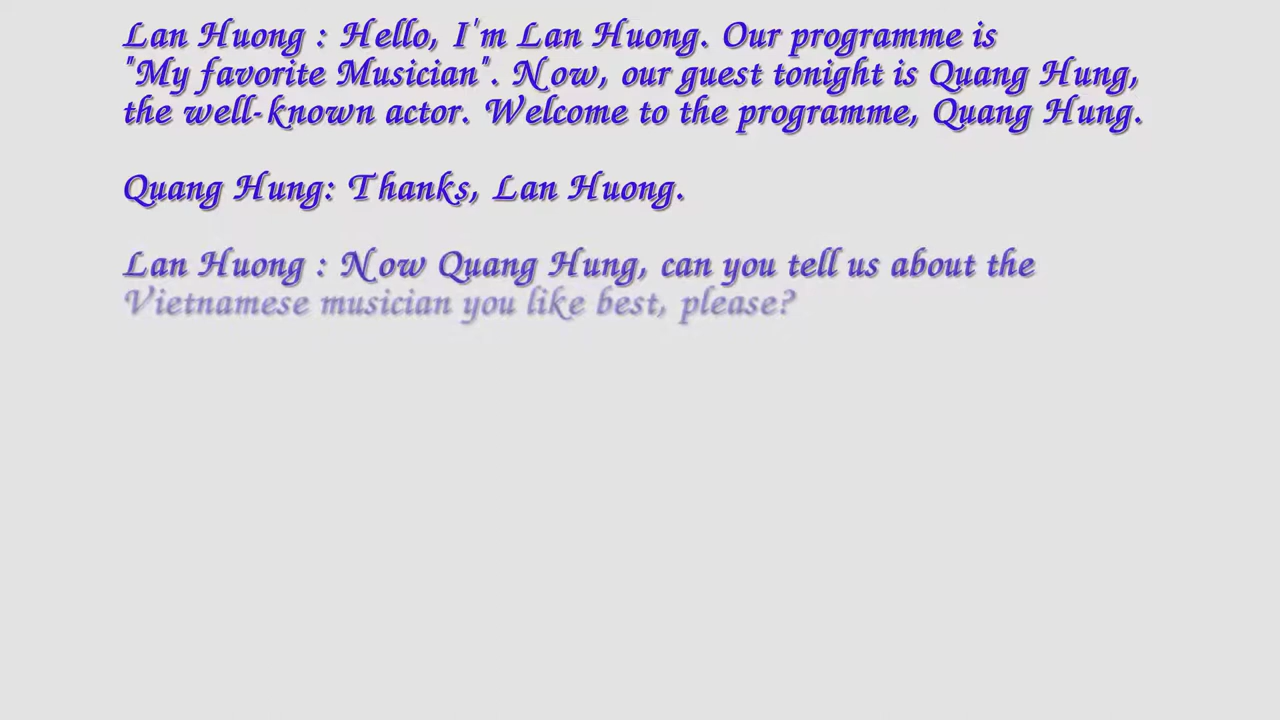 Lan Huong : Hello, I'm Lan Huong. Our programme is
"My favorite Musician". Now, our guest tonight is Quang Hung,
the well-known actor. Welcome to the programme, Quang Hung.
Quang Hung: Thanks, Lan Huong.
Lan Huong : Now Quang Hung, can you tell us about the
Vietnamese musician you like best, please?